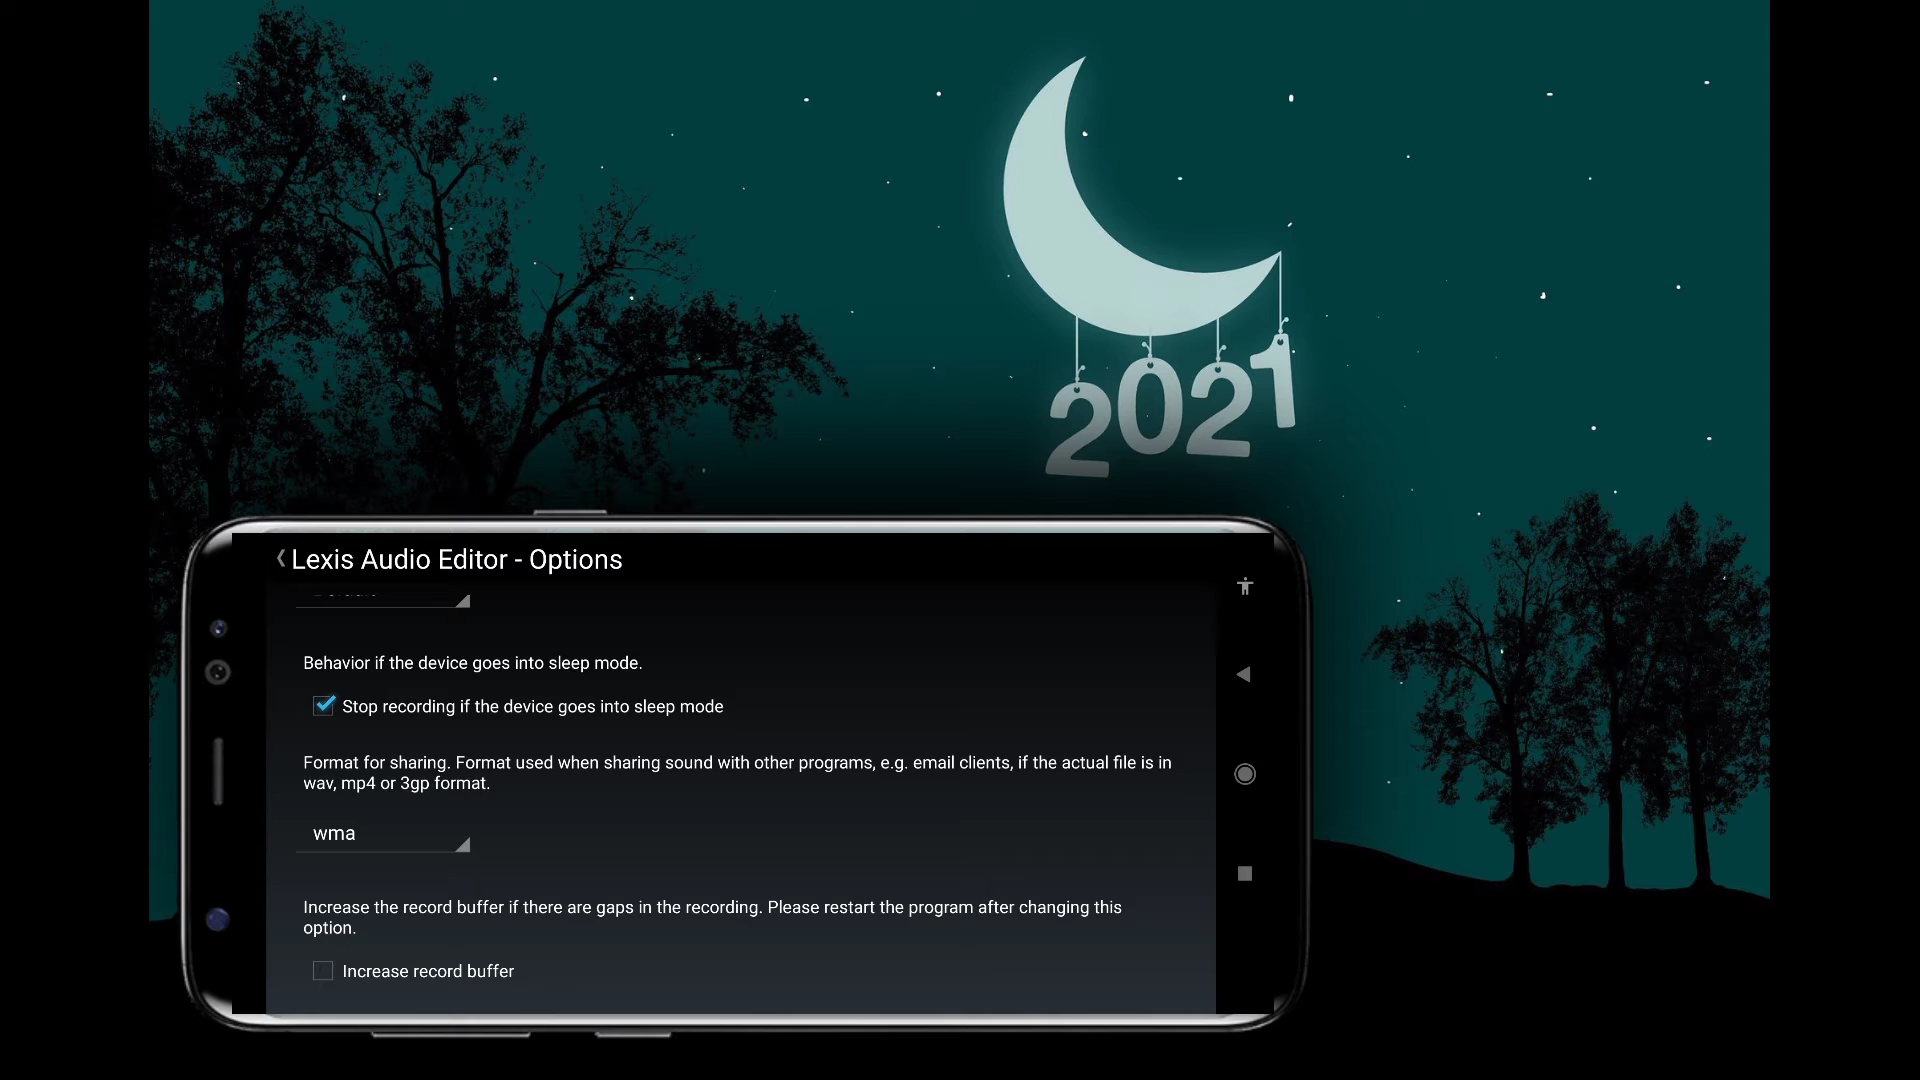 2021
Lexis Audio Editor - Options
Behavior if the device goes into sleep mode.
Stop recording if the device goes into sleep mode
Format for sharing. Format used when sharing sound with other programs, e.g. email clients, if the actual file is in
wav, mp4 or 3gp format.
wma
Increase the record buffer if there are gaps in the recording. Please restart the program after changing this
option.
Increase record buffer